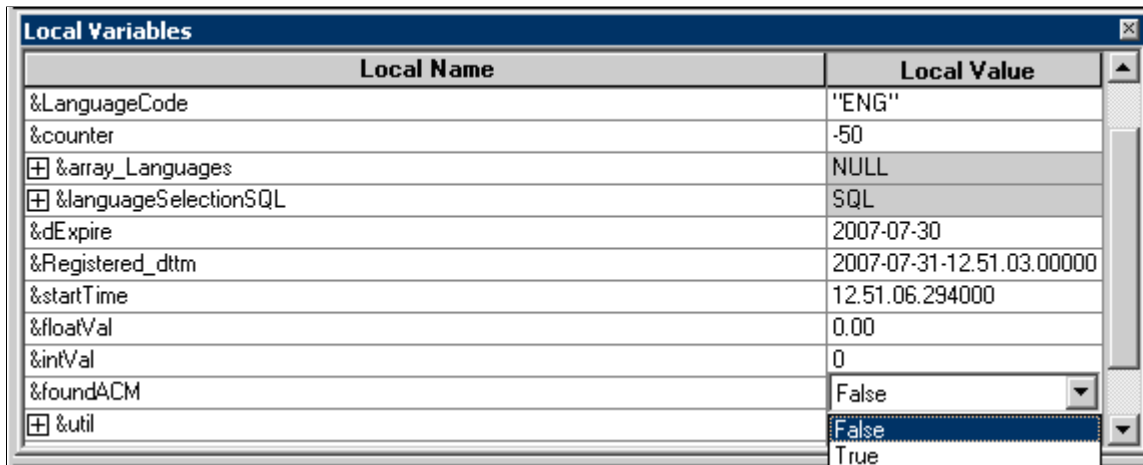 Local Variables
Local Name Local Value
&LanguageCode "ENG"
&counter -50
&array_Languages NULL
&languageSelectionSQL SQL
&dExpire 2007-07-30
&Registered_dttm 2007-07-31-12.51.03.00000
&startTime 12.51.06.294000
&floatVal 0.00
&intVal 0
&foundACM False
&util False
True